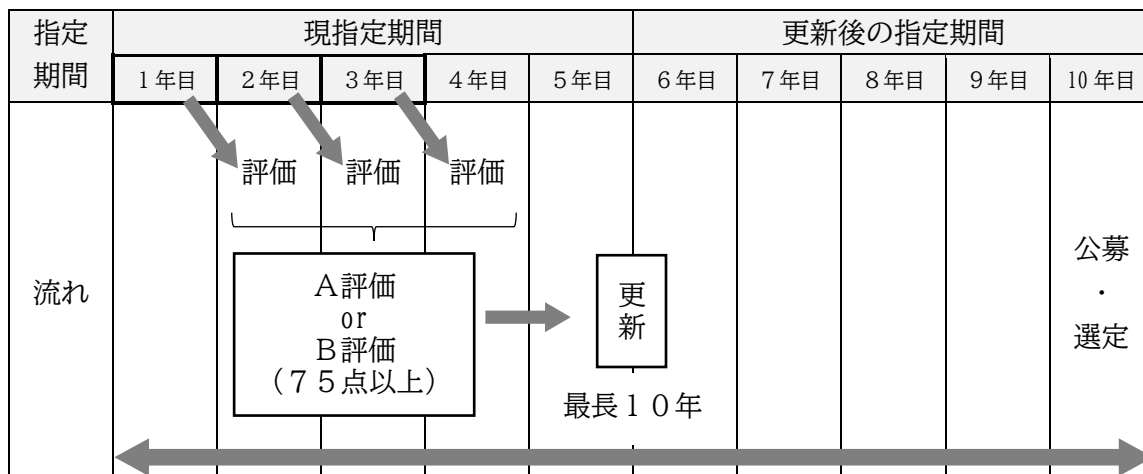 指定期間
現指定期間
更新後の指定期間
1年目
2年目
3年目
4年目
5年目
6年目
7年目
8年目
9年目
10年目
流れ
評価
評価
評価
A評価
or
B評価
（７５点以上）
更新
最長１０年
公募
・
選定